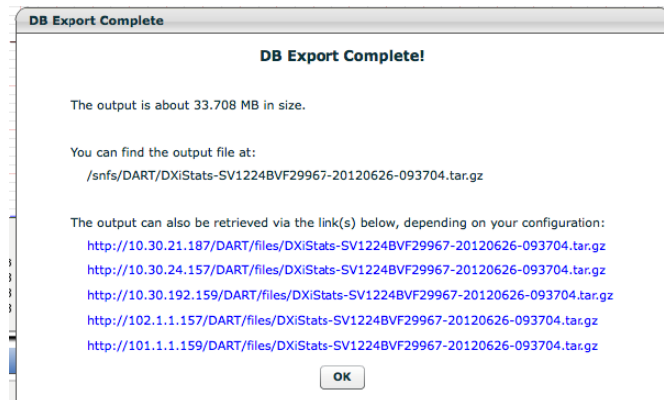 DB Export Complete
DB Export Complete!
The output is about 33.708 MB in size.
You can find the output file at:
/snfs/DART/DXiStats-SV1224BVF29967-20120626-093704.tar.gz
The output can also be retrieved via the link(s) below, depending on your configuration:
http://10.30.21.187/DART/files/DXiStats-SV1224BVF29967-20120626-093704.tar.gz
http://10.30.24.157/DART/files/DXiStats-SV1224BVF29967-20120626-093704.tar.gz
http://10.30.192.159/DART/files/DXiStats-SV1224BVF29967-20120626-093704.tar.gz
http://102.1.1.157/DART/files/DXiStats-SV1224BVF29967-20120626-093704.tar.gz
http://101.1.1.159/DART/files/DXiStats-SV1224BVF29967-20120626-093704.tar.gz
OK